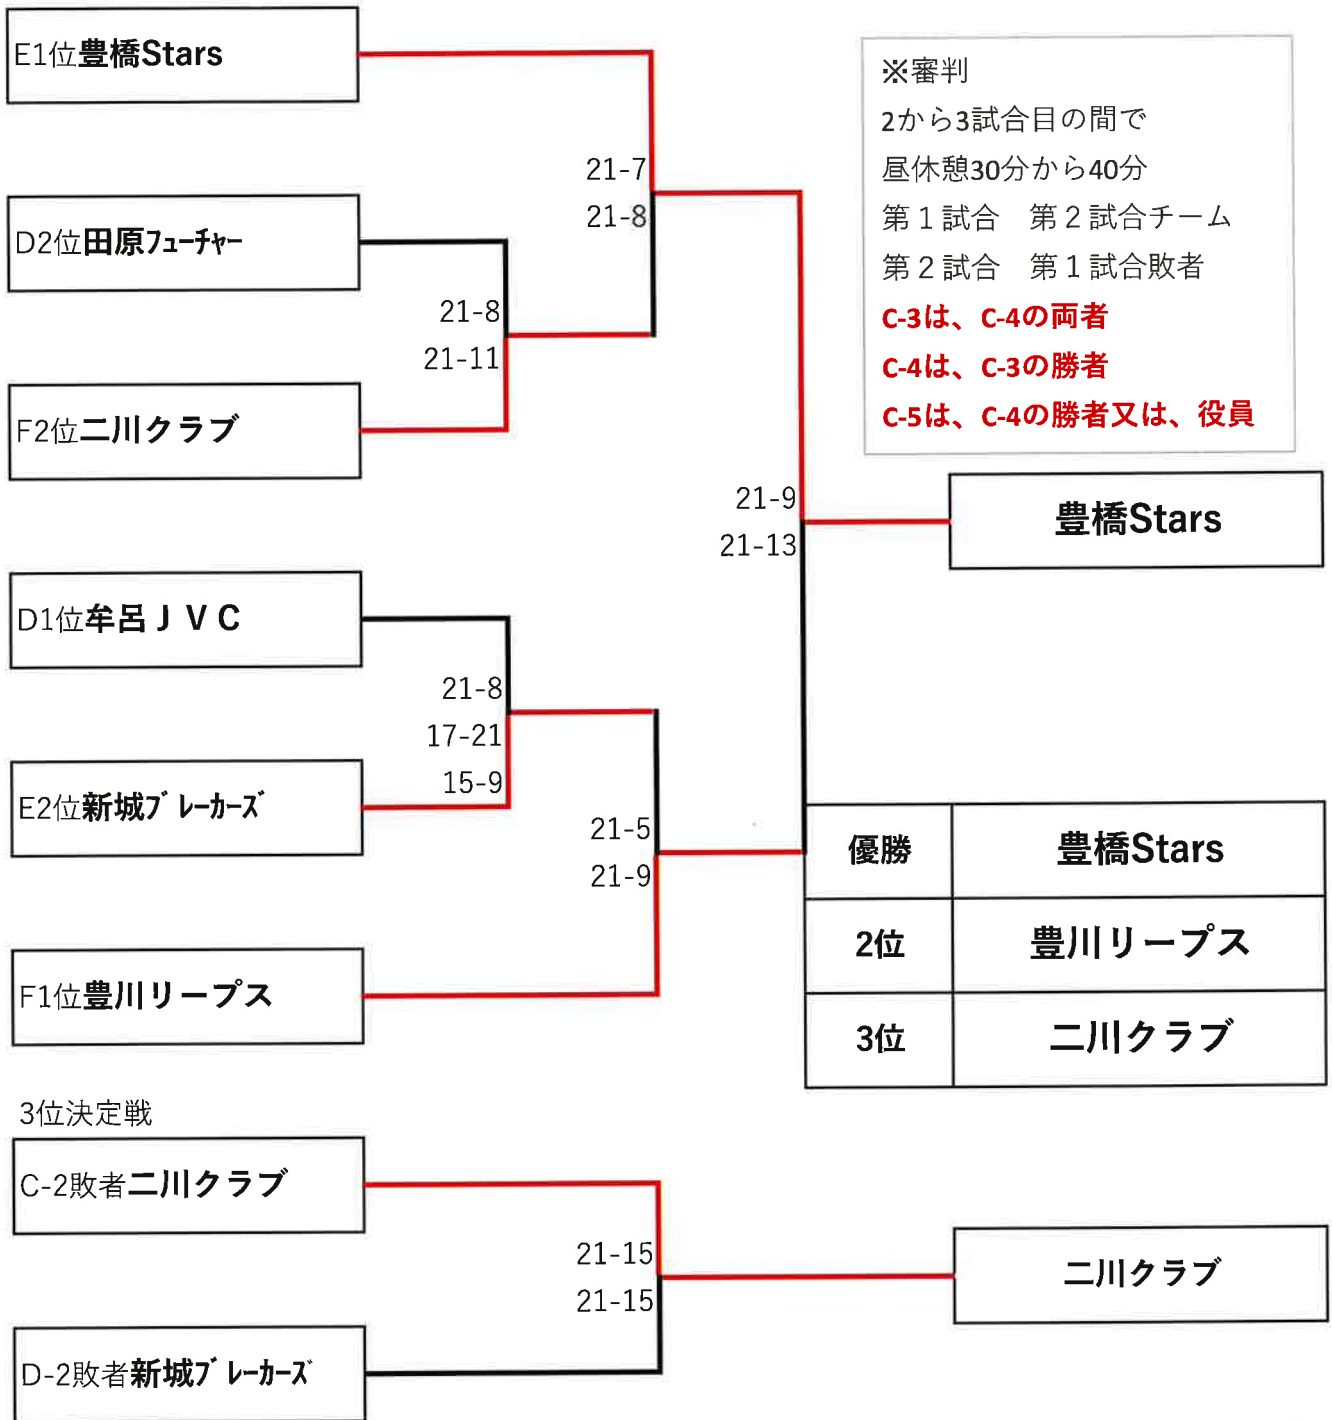 E1位豊橋Stars
※審判
2から3試合目の間で
昼休憩30分から40分
第１試合　第２試合チーム
第２試合　第１試合敗者
C-3は、C-4の両者
C-4は、C-3の勝者
C-5は、C-4の勝者又は、役員
21-7
21-8
D2位田原ﾌｭｰﾁｬｰ
21-8
21-11
F2位二川クラブ
21-9
21-13
豊橋Stars
D1位牟呂ＪＶＣ
21-8
17-21
15-9
E2位新城ﾌﾞﾚｰｶｰｽﾞ
21-5
21-9
F1位豊川リープス
優勝 豊橋Stars
2位 豊川リープス
3位 二川クラブ
3位決定戦
C-2敗者二川クラブ
21-15
21-15
二川クラブ
D-2敗者新城ﾌﾞﾚｰｶｰｽﾞ